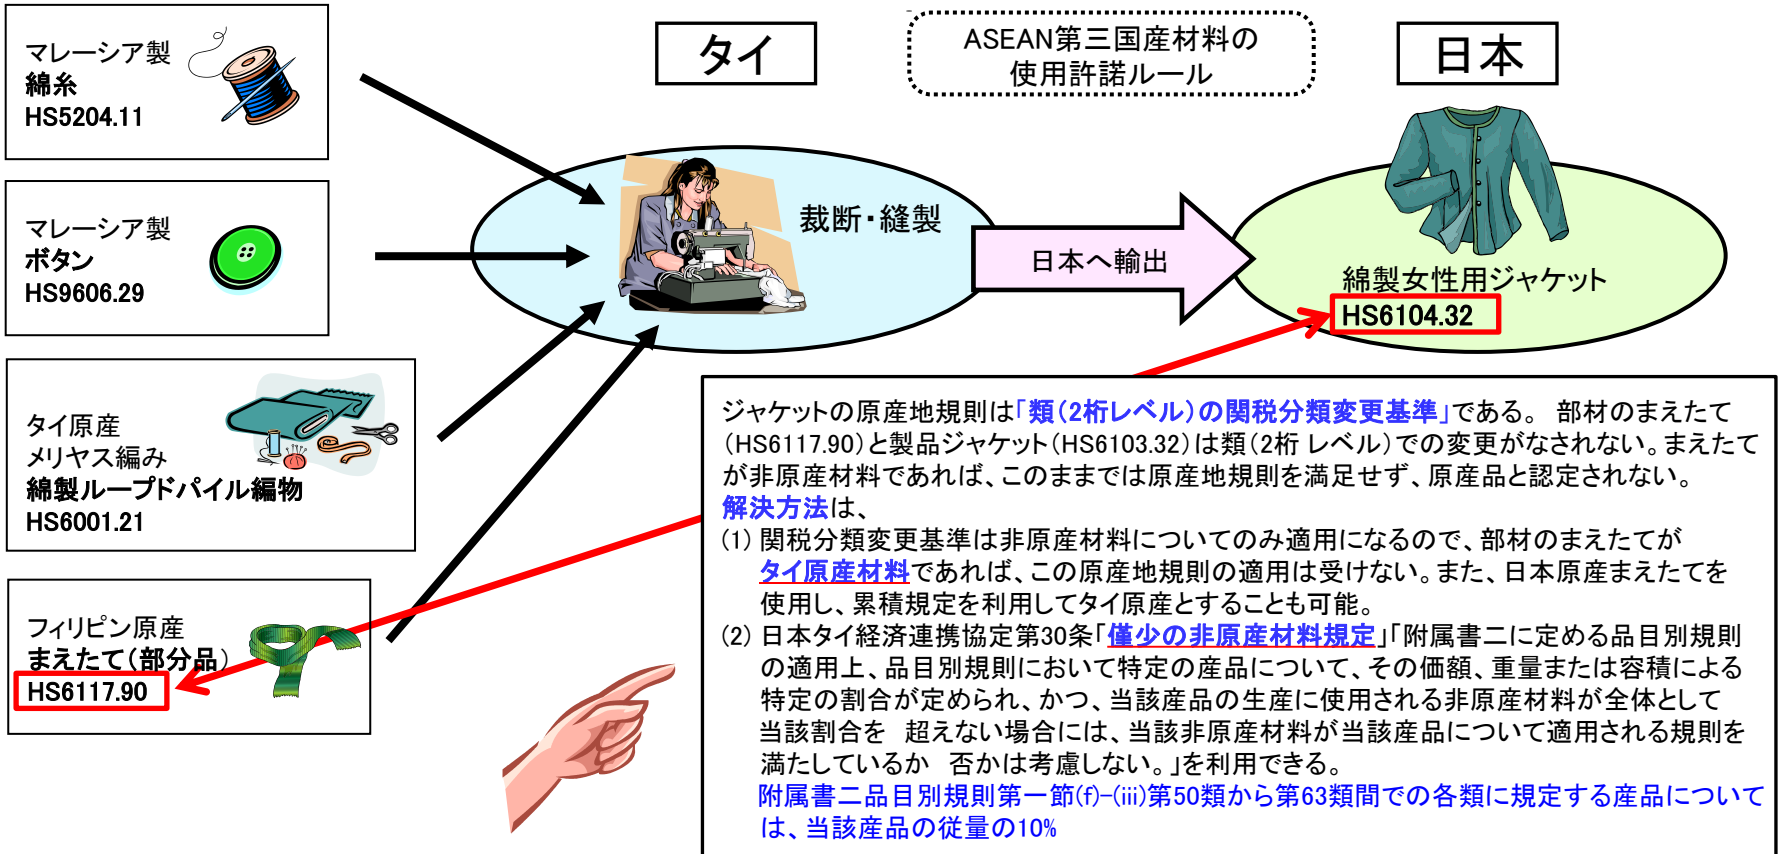 マレーシア製
綿糸
HS5204.11
マレーシア製
ボタン
HS9606.29
タイ原産
メリヤス編み
綿製ループドパイル編物
HS6001.21
フィリピン原産
まえたて(部分品)
HS6117.90
タイ
ASEAN第三国産材料の
使用許諾ルール
日本
裁断・縫製
日本へ輸出
綿製女性用ジャケット
HS6104.32
ジャケットの原産地規則は「類(2桁レベル)の関税分類変更基準」である。 部材のまえたて
(HS6117.90)と製品ジャケット(HS6103.32)は類(2桁 レベル)での変更がなされない。まえたて
が非原産材料であれば、このままでは原産地規則を満足せず、原産品と認定されない。
解決方法は、
(1) 関税分類変更基準は非原産材料についてのみ適用になるので、部材のまえたてが
タイ原産材料であれば、この原産地規則の適用は受けない。また、日本原産まえたてを
使用し、累積規定を利用してタイ原産とすることも可能。
(2) 日本タイ経済連携協定第30条「僅少の非原産材料規定」「附属書二に定める品目別規則
の適用上、品目別規則において特定の産品について、その価額、重量または容積による
特定の割合が定められ、かつ、当該産品の生産に使用される非原産材料が全体として
当該割合を 超えない場合には、当該非原産材料が当該産品について適用される規則を
満たしているか 否かは考慮しない。」を利用できる。
附属書二品目別規則第一節(f)-(iii)第50類から第63類間での各類に規定する産品について
は、当該産品の従量の10%